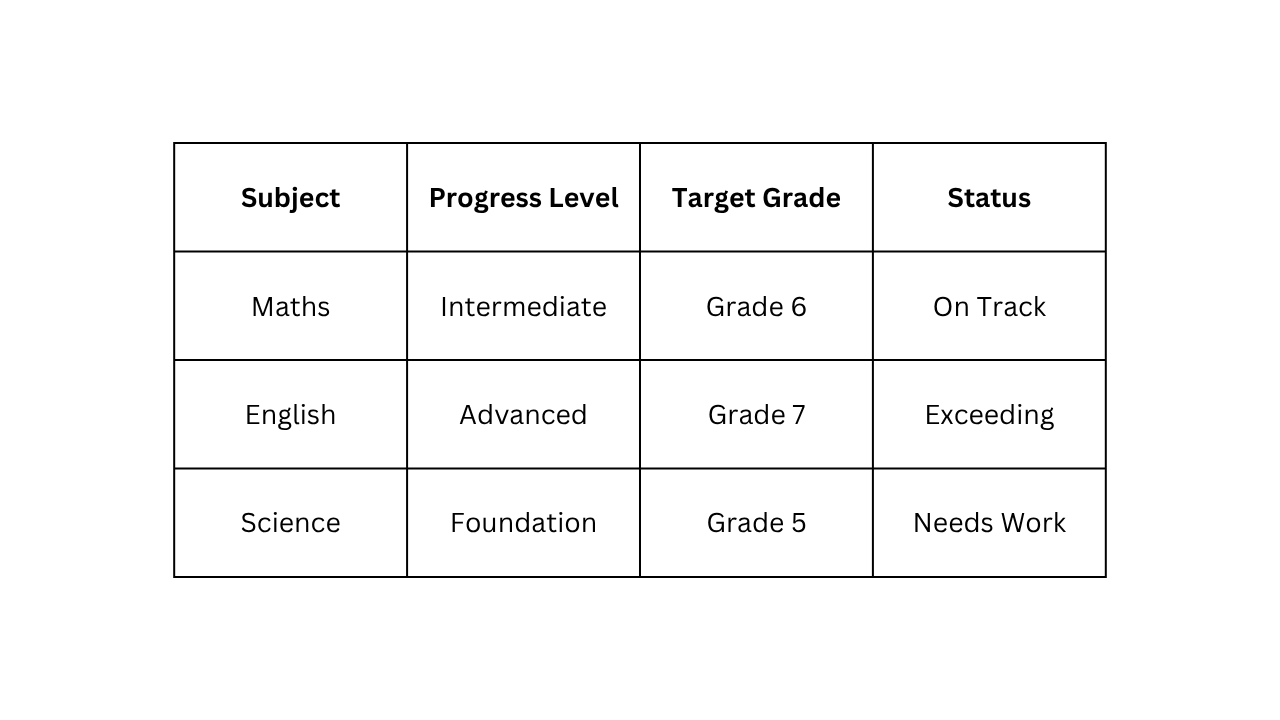 Subject Progress Level Target Grade Status
Maths Intermediate Grade 6 On Track
English Advanced Grade 7 Exceeding
Science Foundation Grade 5 Needs Work